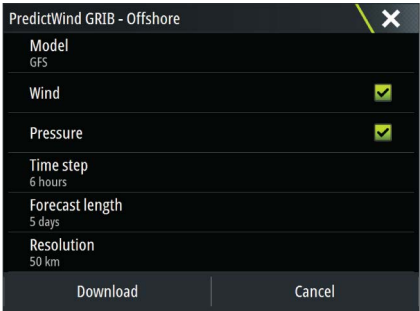 PredictWind GRIB - Offshore
Model
GFS
Wind
Pressure
Time step
6 hours
Forecast length
5 days
Resolution
50 km
Download
Cancel